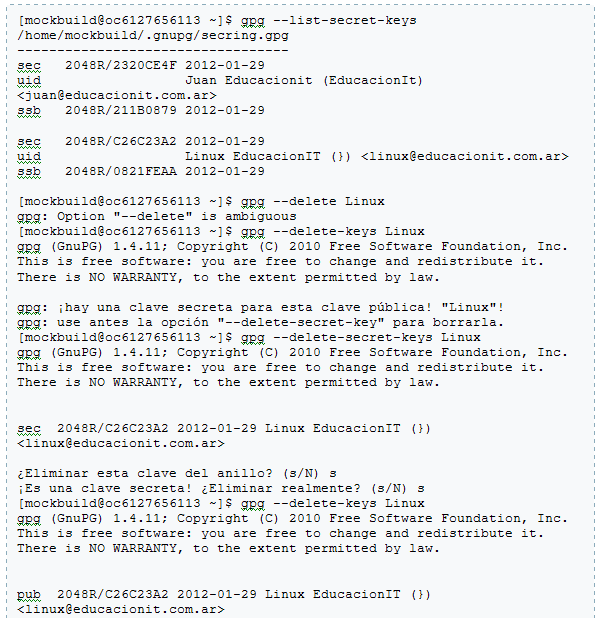 [mockbuild@oc6127656113 ~]$ gpg --list-secret-keys
/home/mockbuild/.gnupg/secring.gpg
----------------------------------
sec   2048R/2320CE4F 2012-01-29
uid                  Juan Educacionit (EducacionIt)
<juan@educacionit.com.ar>
ssb   2048R/211B0879 2012-01-29
sec   2048R/C26C23A2 2012-01-29
uid                  Linux EducacionIT (}) <linux@educacionit.com.ar>
ssb   2048R/0821FEAA 2012-01-29
[mockbuild@oc6127656113 ~]$ gpg --delete Linux
gpg: Option "--delete" is ambiguous
[mockbuild@oc6127656113 ~]$ gpg --delete-keys Linux
gpg (GnuPG) 1.4.11; Copyright (C) 2010 Free Software Foundation, Inc.
This is free software: you are free to change and redistribute it.
There is NO WARRANTY, to the extent permitted by law.
gpg: ¡hay una clave secreta para esta clave pública! "Linux"!
gpg: use antes la opción "--delete-secret-key" para borrarla.
[mockbuild@oc6127656113 ~]$ gpg --delete-secret-keys Linux
gpg (GnuPG) 1.4.11; Copyright (C) 2010 Free Software Foundation, Inc.
This is free software: you are free to change and redistribute it.
There is NO WARRANTY, to the extent permitted by law.
sec  2048R/C26C23A2 2012-01-29 Linux EducacionIT (})
<linux@educacionit.com.ar>
¿Eliminar esta clave del anillo? (s/N) s
¡Es una clave secreta! ¿Eliminar realmente? (s/N) s
[mockbuild@oc6127656113 ~]$ gpg --delete-keys Linux
gpg (GnuPG) 1.4.11; Copyright (C) 2010 Free Software Foundation, Inc.
This is free software: you are free to change and redistribute it.
There is NO WARRANTY, to the extent permitted by law.
pub  2048R/C26C23A2 2012-01-29 Linux EducacionIT (})
<linux@educacionit.com.ar>